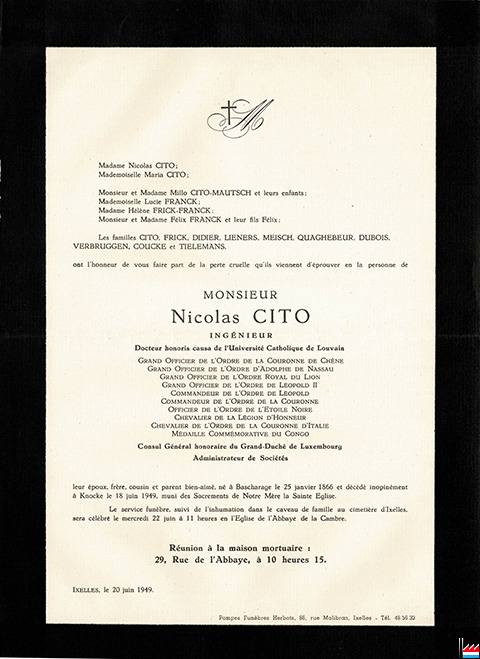 M
Madame Nicolas CITO;
Mademoiselle Maria CITO;
Monsieur et Madame Millo CITO-MAUTSCH et leurs enfants;
Mademoiselle Lucie FRANCK;
Madame Hélène FRICK-FRANCK;
Monsieur et Madame Félix FRANCK et leur fils Félix;
Les familles CITO, FRICK, DIDIER, LIENERS, MEISCH, QUAGHEBEUR, DUBOIS,
VERBRUGGEN, COUCKE et TIELEMANS,
ont l'honneur de vous faire part de la perte cruelle qu'ils viennent d'éprouver en la personne de
MONSIEUR
Nicolas CITO
INGÉNIEUR
Docteur honoris causa de l'Université Catholique de Louvain
Grand Officier de l'Ordre de la Couronne de Chêne
Grand Officier de l'Ordre d'Adolphe de Nassau
Grand Officier de l'Ordre Royal du Lion
Grand Officier de l'Ordre de Léopold II
Commandeur de l'Ordre de Léopold
Commandeur de l'Ordre de la Couronne
Officier de l'Ordre de l'Etoile Noire
Chevalier de la Légion d'Honneur
Chevalier de l'Ordre de la Couronne d'Italie
Médaille Commémorative du Congo
Consul Général honoraire du Grand-Duché de Luxembourg
Administrateur de Sociétés
leur époux, frère, cousin et parent bien-aimé, né à Bascharage le 25 janvier 1866 et décédé inopinément
à Knocke le 18 juin 1949, muni des Sacrements de Notre Mère la Sainte Eglise.
Le service funèbre, suivi de l'inhumation dans le caveau de famille au cimetière d'Ixelles,
sera célébré le mercredi 22 juin à 11 heures en l'Eglise de l'Abbaye de la Cambre.
Réunion à la maison mortuaire :
29, Rue de l'Abbaye, à 10 heures 15.
Ixelles, le 20 juin 1949.
Pompes Funèbres Herbots, 86, rue Malibran, Ixelles - Tél. 48.56.30